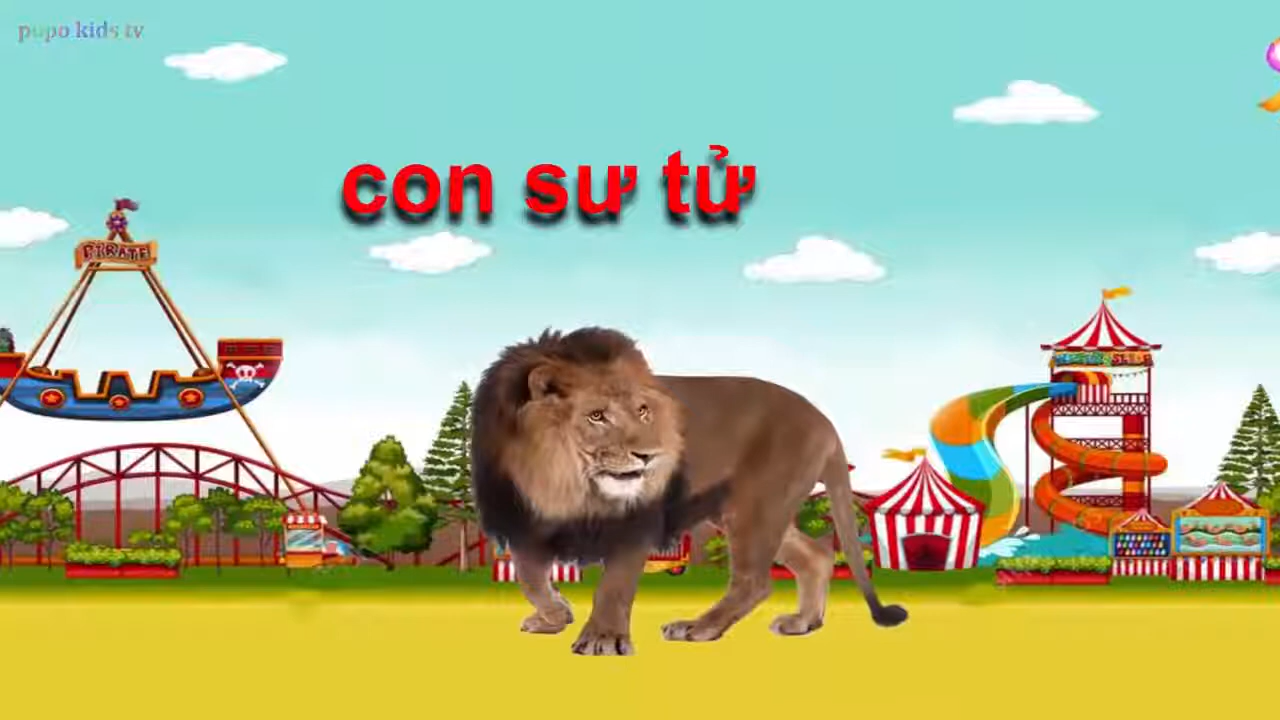 pupo kids tv
con sư tử
PIRATE